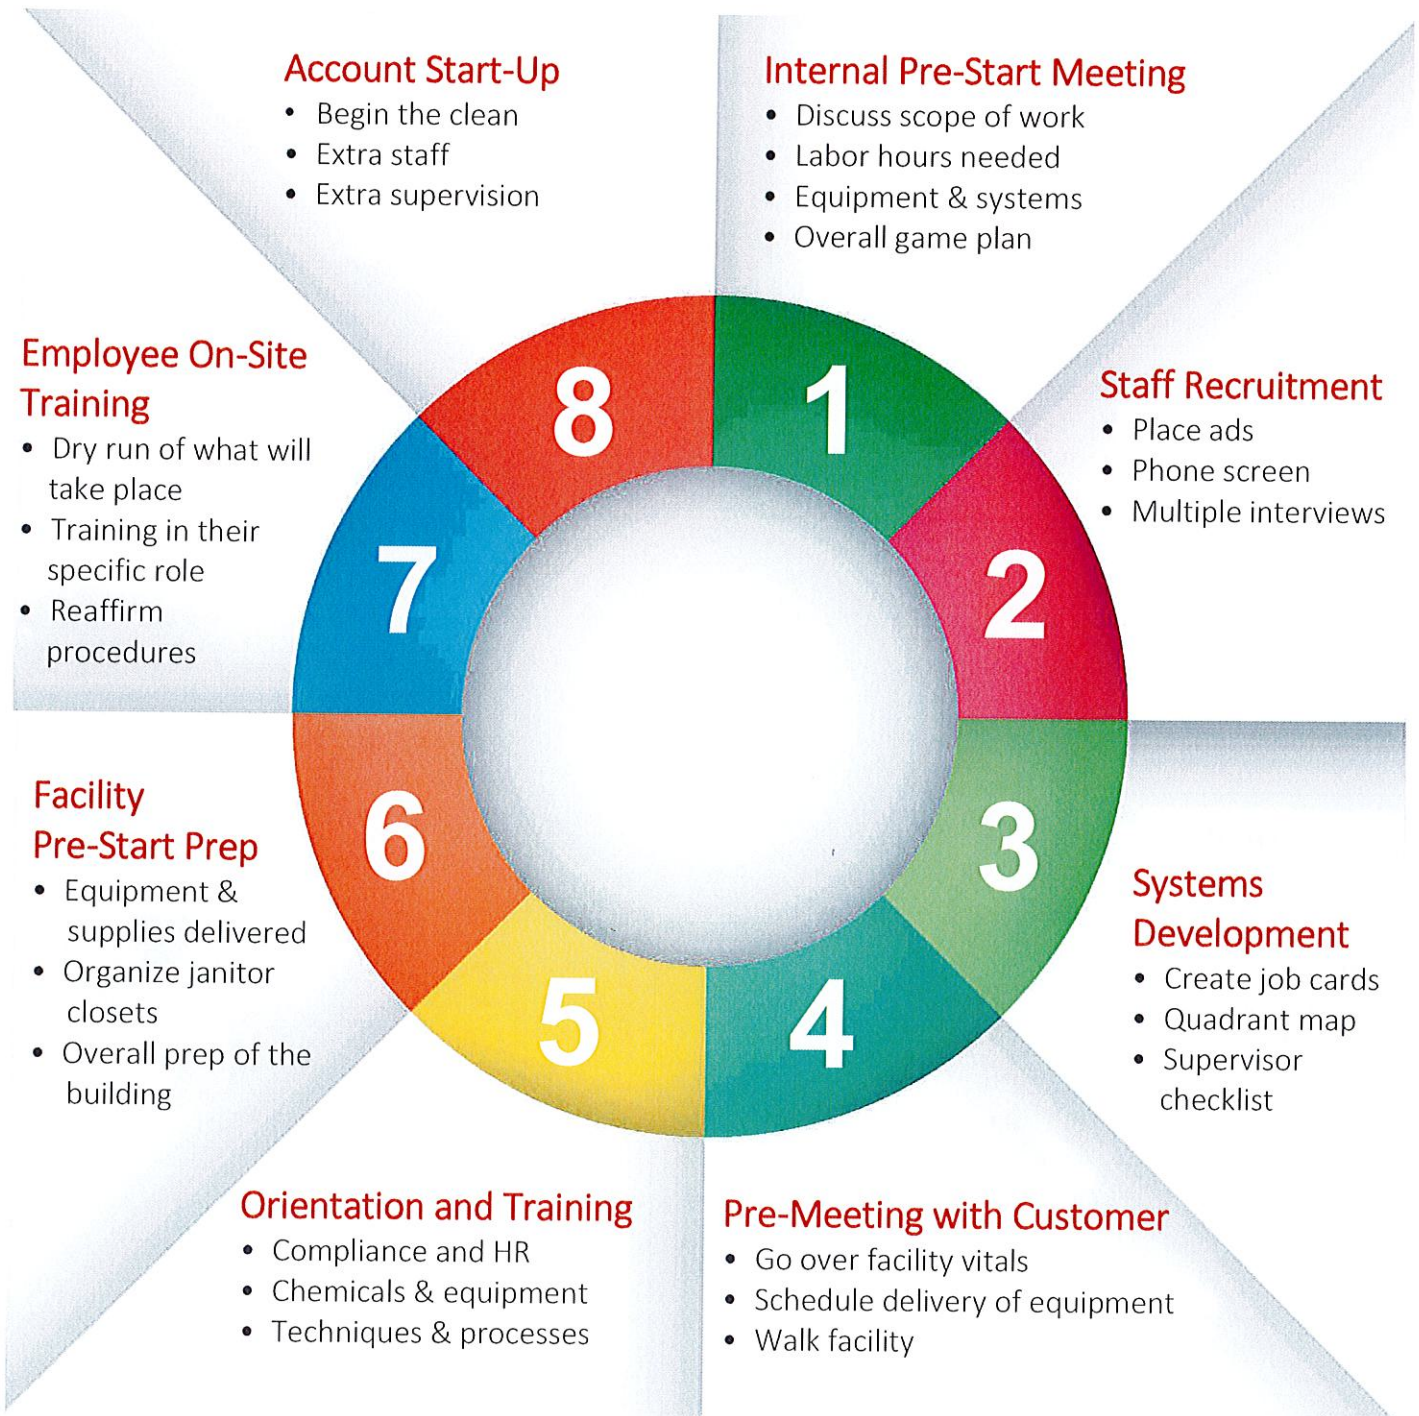 1
Internal Pre-Start Meeting
• Discuss scope of work
• Labor hours needed
• Equipment & systems
• Overall game plan
2
Staff Recruitment
• Place ads
• Phone screen
• Multiple interviews
3
Systems
Development
• Create job cards
• Quadrant map
• Supervisor
checklist
4
Pre-Meeting with Customer
• Go over facility vitals
• Schedule delivery of equipment
• Walk facility
5
Orientation and Training
• Compliance and HR
• Chemicals & equipment
• Techniques & processes
6
Facility
Pre-Start Prep
• Equipment &
supplies delivered
• Organize janitor
closets
• Overall prep of the
building
7
Employee On-Site
Training
• Dry run of what will
take place
• Training in their
specific role
• Reaffirm
procedures
8
Account Start-Up
• Begin the clean
• Extra staff
• Extra supervision